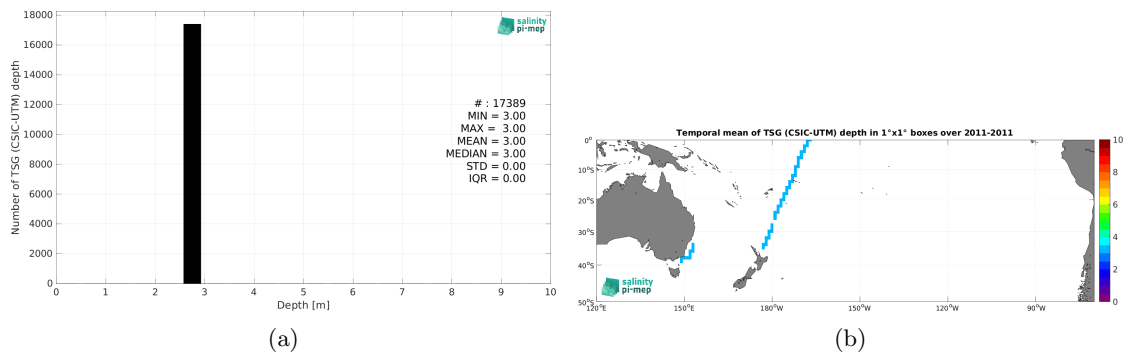 18000
16000
14000
12000
10000
8000
6000
4000
2000
0
Number of TSG (CSIC-UTM) depth
salinity
pi-mep
# : 17389
MIN = 3.00
MAX = 3.00
MEAN = 3.00
MEDIAN = 3.00
STD = 0.00
IQR = 0.00
0 1 2 3 4 5 6 7 8 9 10
Depth [m]
(a)
Temporal mean of TSG (CSIC-UTM) depth in 1°x1° boxes over 2011-2011
0°
10°S
20°S
30°S
40°S
50°S
salinity
pi-mep
120°E 150°E 180°W 150°W 120°W 90°W
10
8
6
4
2
0
(b)